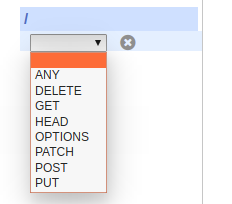 /
ANY
DELETE
GET
HEAD
OPTIONS
PATCH
POST
PUT